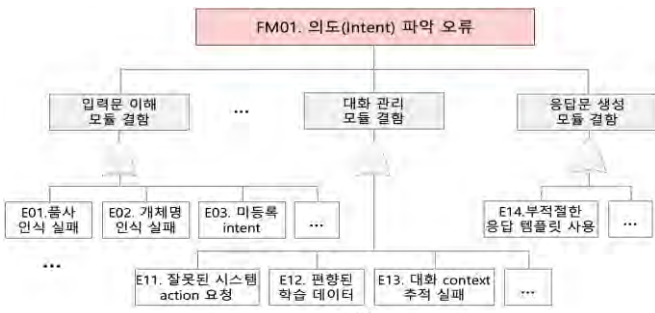 FM01. 의도(Intent) 파악 오류
입력문 이해
모듈 결함
...
대화 관리
모듈 결함
응답문 생성
모듈 결함
E01.품사
인식 실패
E02. 개체명
인식 실패
E03. 미등록
intent
...
E14.부적절한
응답 템플릿 사용
...
...
E11. 잘못된 시스템
action 요청
E12. 편향된
학습 데이터
E13. 대화 context
추적 실패
...